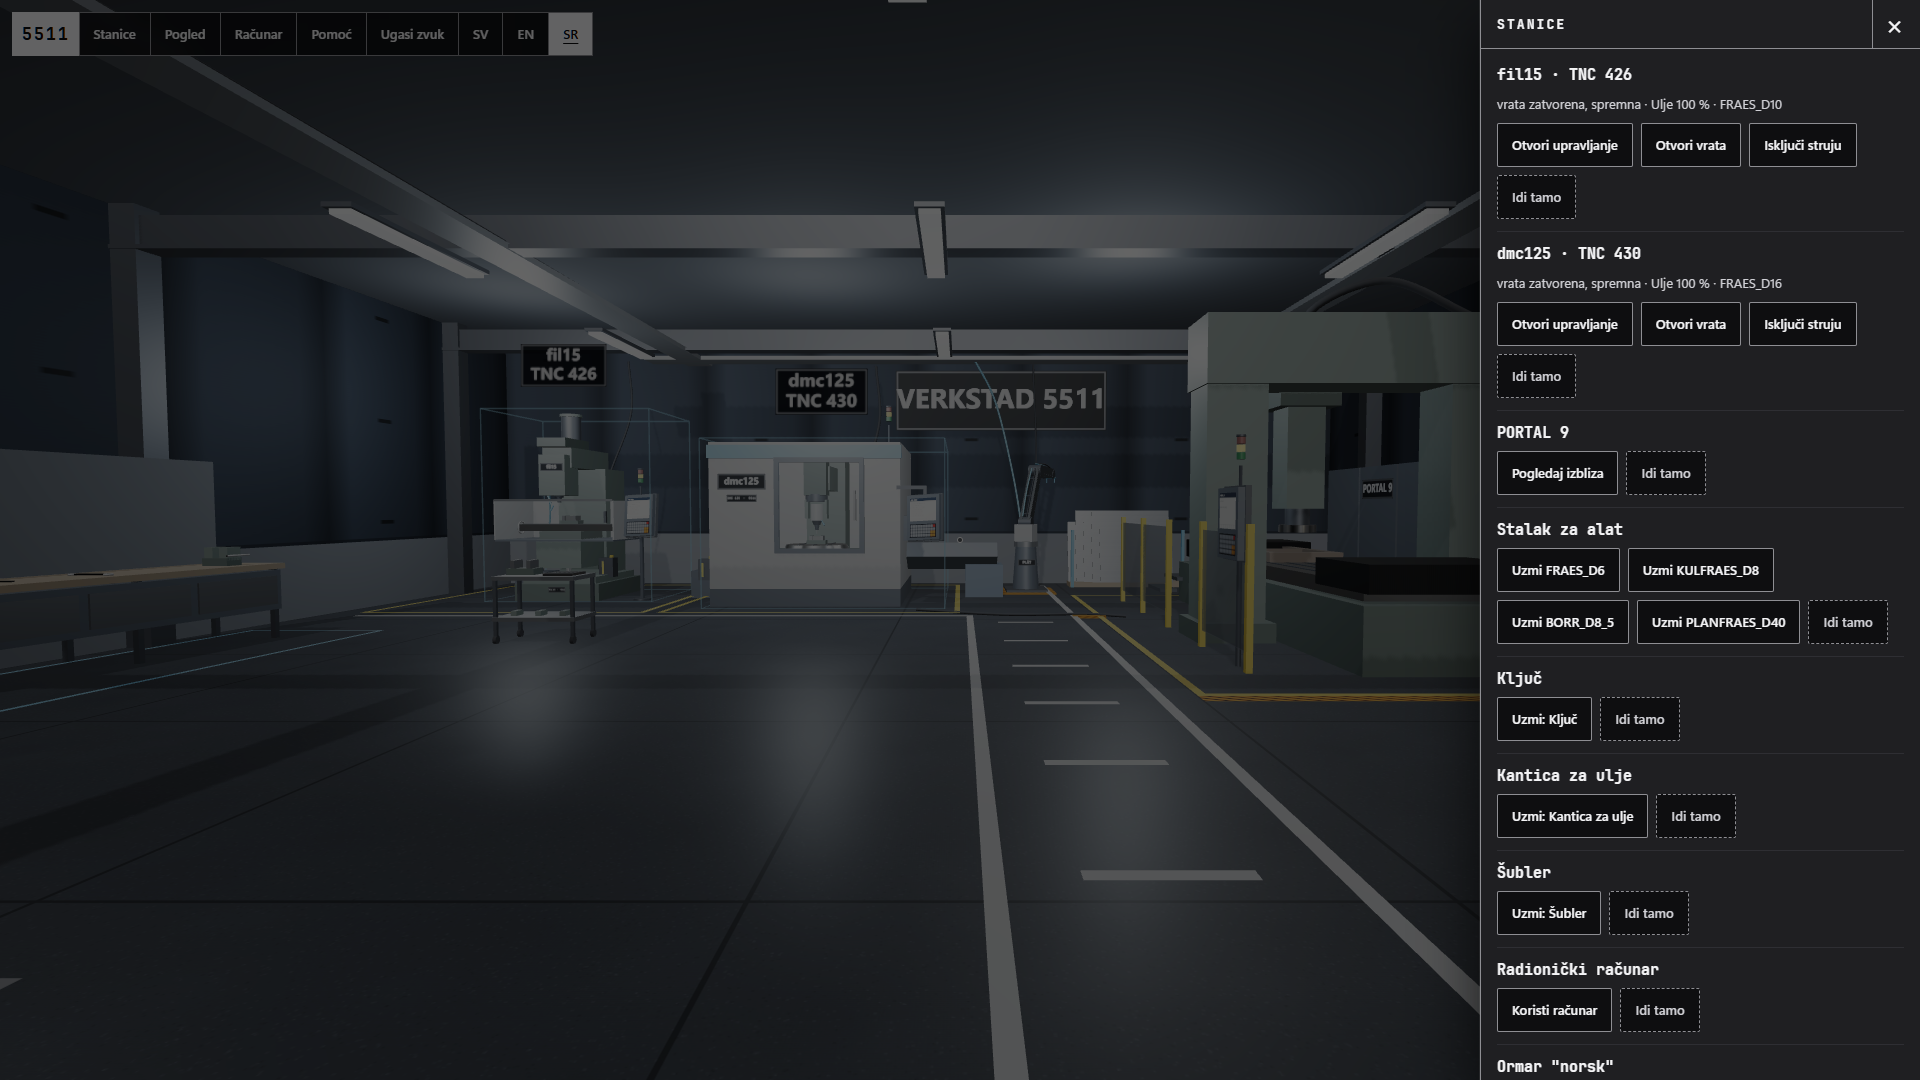 5511 Stanice Pogled Računar Pomoć Ugasi zvuk SV EN SR
fil15
TNC 426
dmc125
TNC 430
VERKSTAD 5511
dmc125
PORTAL 9
STANICE
fil15 · TNC 426
vrata zatvorena, spremna · Ulje 100 % · FRAES_D10
Otvori upravljanje Otvori vrata Isključi struju
Idi tamo
dmc125 · TNC 430
vrata zatvorena, spremna · Ulje 100 % · FRAES_D16
Otvori upravljanje Otvori vrata Isključi struju
Idi tamo
PORTAL 9
Pogledaj izbliza Idi tamo
Stalak za alat
Uzmi FRAES_D6 Uzmi KULFRAES_D8
Uzmi BORR_D8_5 Uzmi PLANFRAES_D40 Idi tamo
Ključ
Uzmi: Ključ Idi tamo
Kantica za ulje
Uzmi: Kantica za ulje Idi tamo
Šubler
Uzmi: Šubler Idi tamo
Radionički računar
Koristi računar Idi tamo
Ormar "norsk"